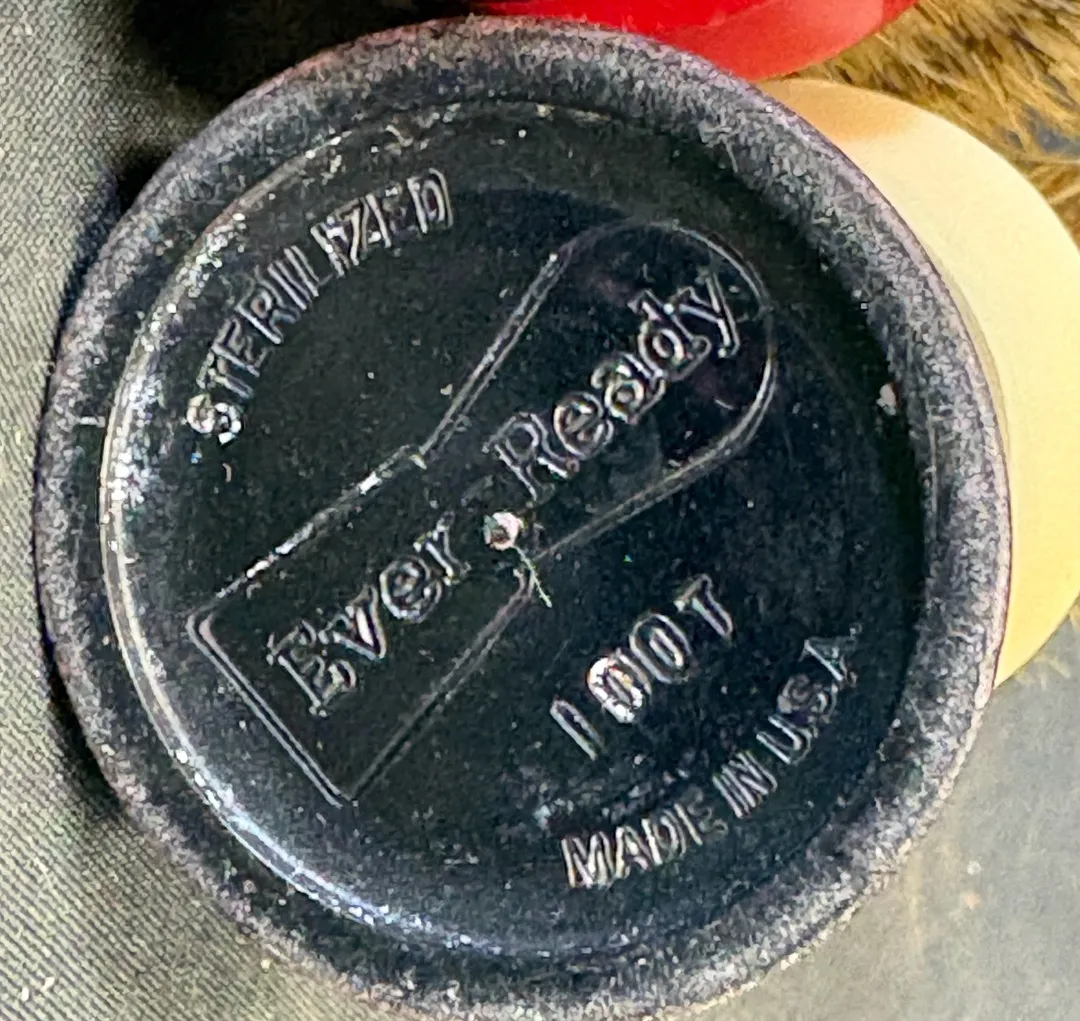 STERILIZED
Ever-Ready
100T
MADE IN U.S.A.